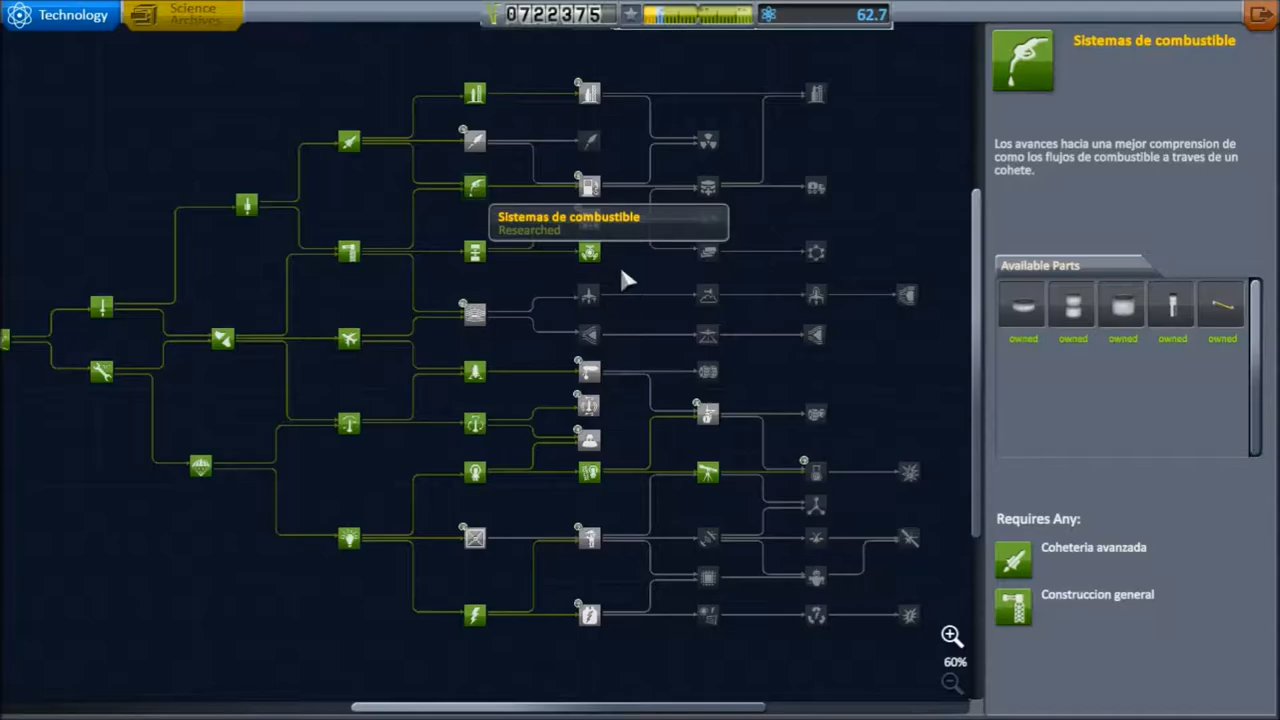 Technology
Science
Archives
0722375
62.7
Sistemas de combustible
Los avances hacia una mejor comprension de
como los flujos de combustible a traves de un
cohete.
Sistemas de combustible
Researched
Available Parts
owned owned owned owned owned
Requires Any:
Coheteria avanzada
Construccion general
60%